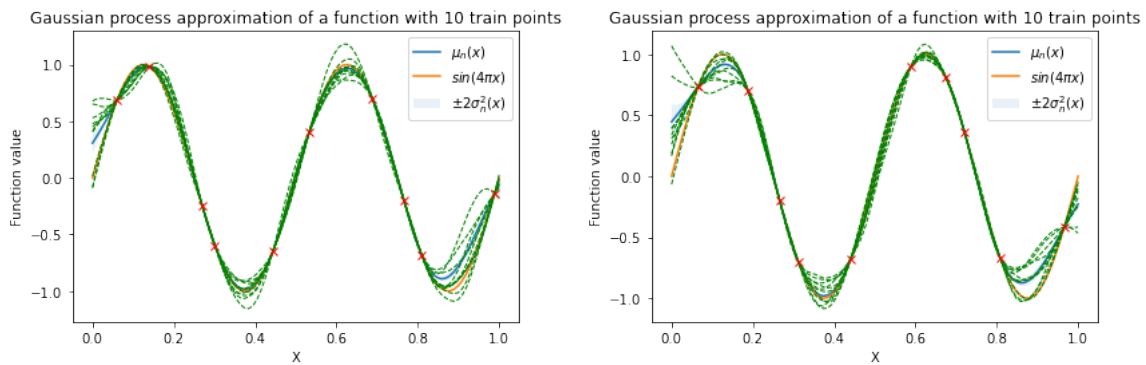 Gaussian process approximation of a function with 10 train points
1.0
0.5
0.0
−0.5
−1.0
Function value
0.0 0.2 0.4 0.6 0.8 1.0
X
μn(x)
sin(4πx)
±2σ²n(x)
Gaussian process approximation of a function with 10 train points
1.0
0.5
0.0
−0.5
−1.0
Function value
0.0 0.2 0.4 0.6 0.8 1.0
X
μn(x)
sin(4πx)
±2σ²n(x)